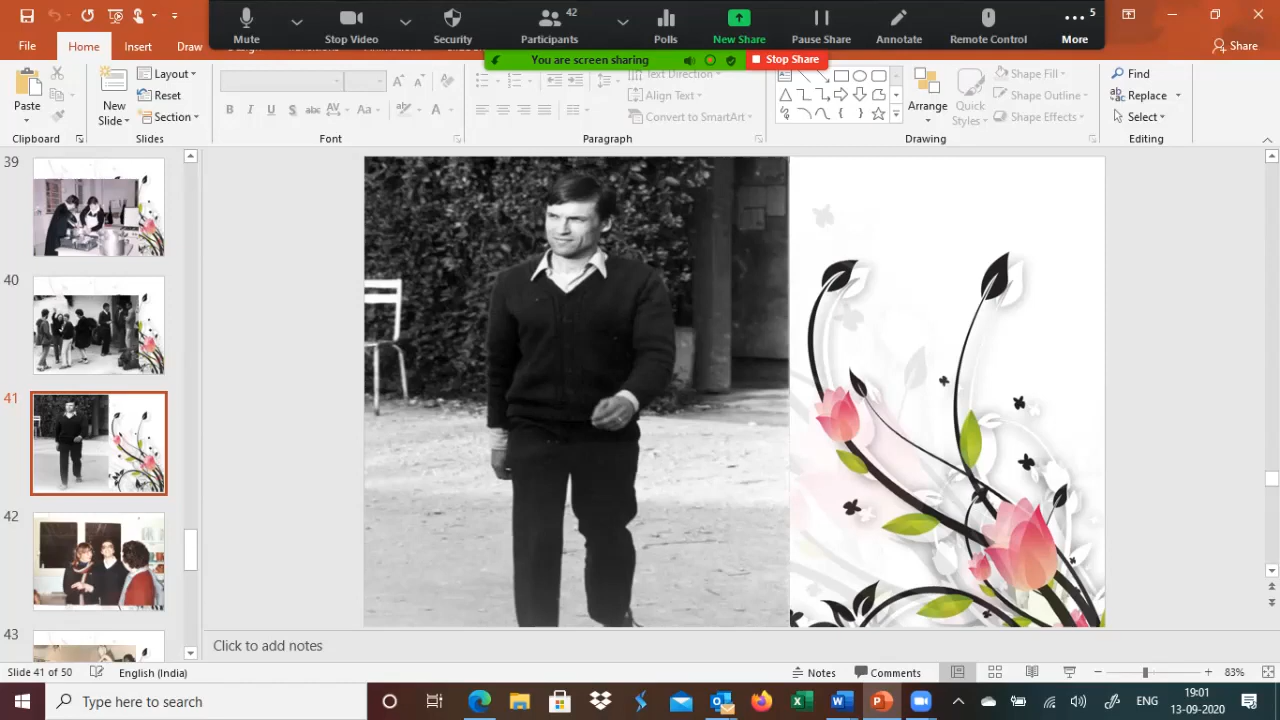 42
5
Mute
Stop Video
Security
Participants
Polls
New Share
Pause Share
Annotate
Remote Control
More
You are screen sharing
Stop Share
File
Home
Insert
Draw
Share
Paste
New
Slide
Layout
Reset
Section
B I U S abc AV Aa A
Text Direction
Align Text
Convert to SmartArt
Arrange
Quick
Styles
Shape Fill
Shape Outline
Shape Effects
Find
Replace
Select
Clipboard
Slides
Font
Paragraph
Drawing
Editing
39
40
41
42
43
Click to add notes
Slide 41 of 50
English (India)
Notes
Comments
83%
Type here to search
ENG
19:01
13-09-2020